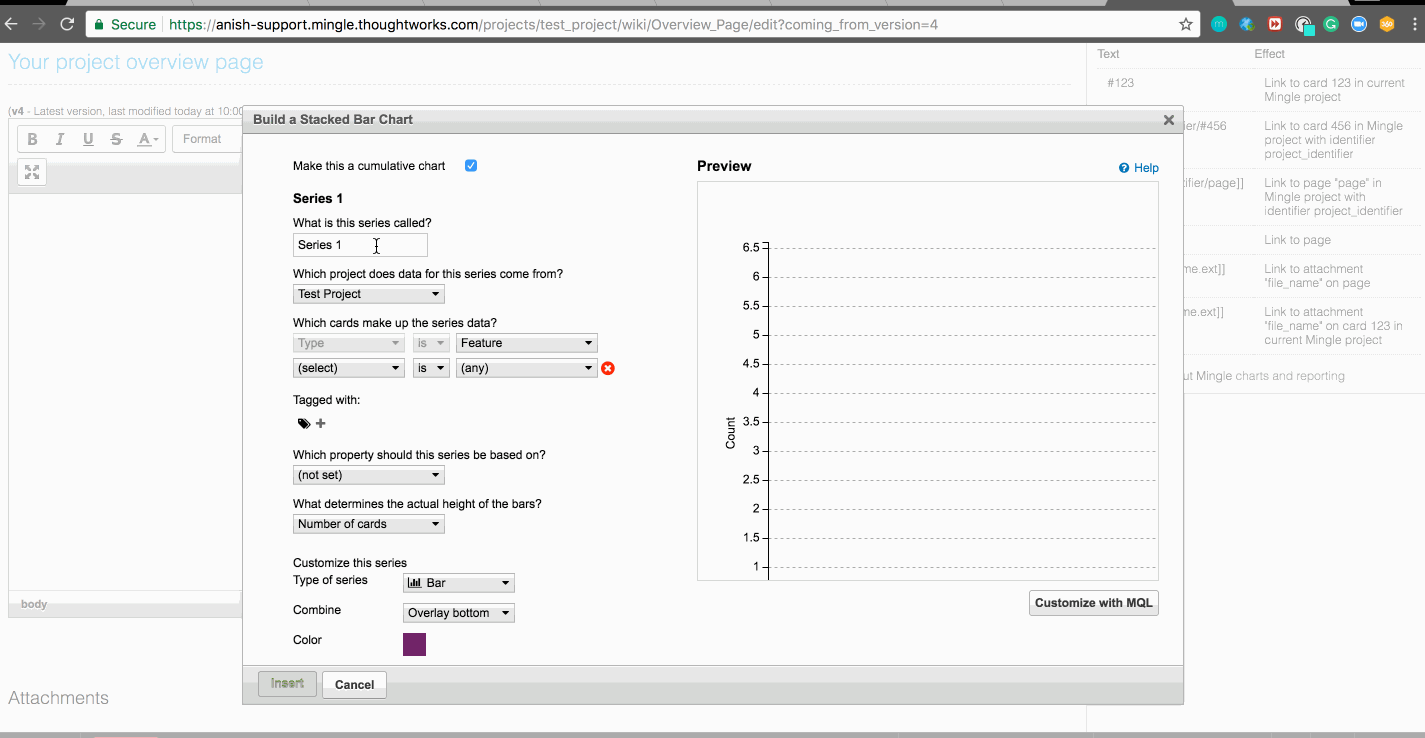 Secure https://anish-support.mingle.thoughtworks.com/projects/test_project/wiki/Overview_Page/edit?coming_from_version=4
Your project overview page
(v4 - Latest version, last modified today at 10:00
B I U S A Format
body
Attachments
Build a Stacked Bar Chart
Make this a cumulative chart
Series 1
What is this series called?
Series 1
Which project does data for this series come from?
Test Project
Which cards make up the series data?
Type is Feature
(select) is (any)
Tagged with:
Which property should this series be based on?
(not set)
What determines the actual height of the bars?
Number of cards
Customize this series
Type of series Bar
Combine Overlay bottom
Color
Insert Cancel
Preview
Help
6.5
6
5.5
5
4.5
4
3.5
3
2.5
2
1.5
1
Count
Customize with MQL
Text Effect
#123 Link to card 123 in current
Mingle project
ier/#456 Link to card 456 in Mingle
project with identifier
project_identifier
tifier/page]] Link to page "page" in
Mingle project with
identifier project_identifier
Link to page
me.ext]] Link to attachment
"file_name" on page
me.ext]] Link to attachment
"file_name" on card 123 in
current Mingle project
ut Mingle charts and reporting